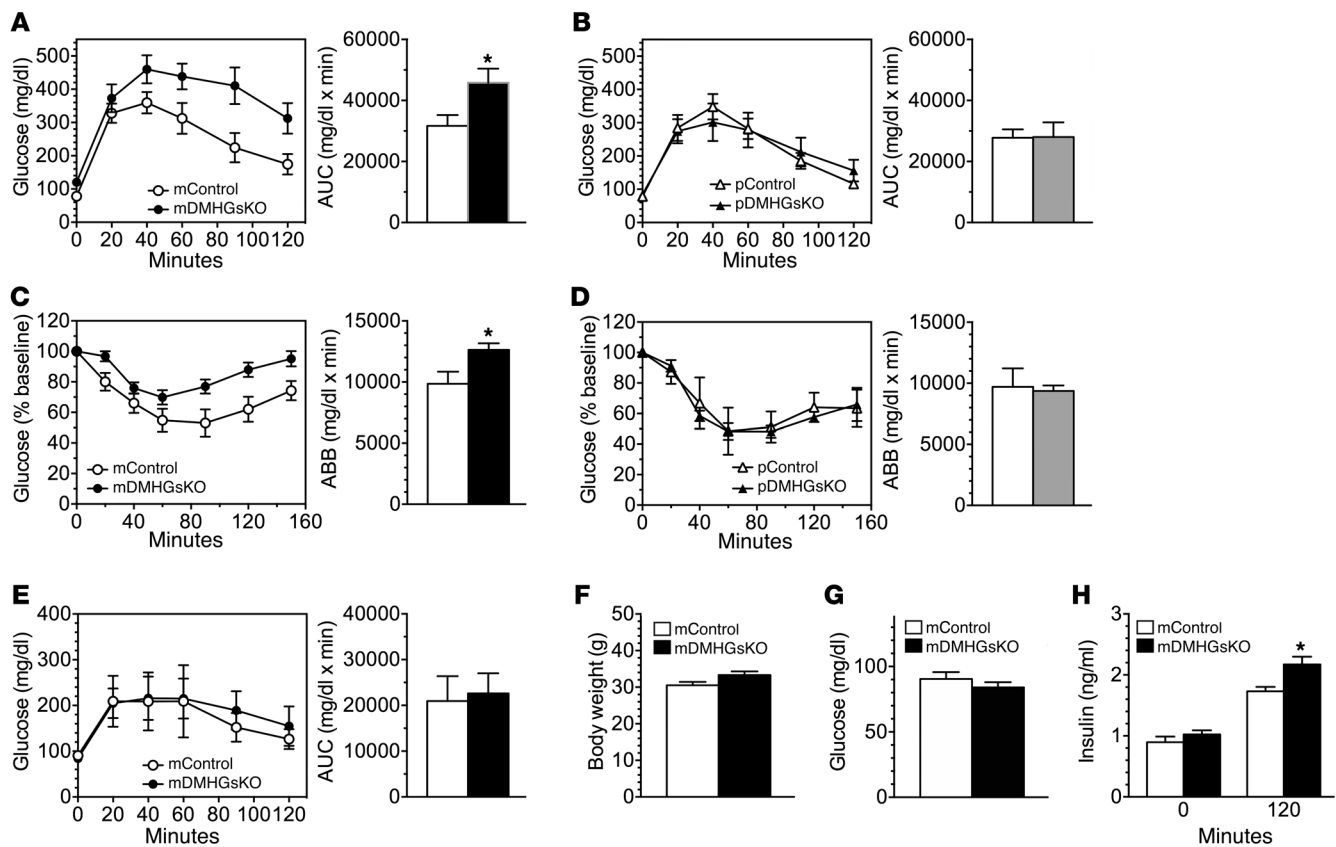 A
Glucose (mg/dl)
500
400
300
200
100
0
mControl
mDMHGsKO
0 20 40 60 80 100 120
Minutes
AUC (mg/dl x min)
60000
40000
20000
0
*
B
Glucose (mg/dl)
500
400
300
200
100
0
pControl
pDMHGsKO
0 20 40 60 80 100 120
Minutes
AUC (mg/dl x min)
60000
40000
20000
0
C
Glucose (% baseline)
120
100
80
60
40
20
0
mControl
mDMHGsKO
0 40 80 120 160
Minutes
ABB (mg/dl x min)
15000
10000
5000
0
*
D
Glucose (% baseline)
120
100
80
60
40
20
0
pControl
pDMHGsKO
0 40 80 120 160
Minutes
ABB (mg/dl x min)
15000
10000
5000
0
E
Glucose (mg/dl)
400
300
200
100
0
mControl
mDMHGsKO
0 20 40 60 80 100 120
Minutes
AUC (mg/dl x min)
40000
30000
20000
10000
0
F
Body weight (g)
50
40
30
20
10
0
mControl
mDMHGsKO
G
Glucose (mg/dl)
100
50
0
mControl
mDMHGsKO
H
Insulin (ng/ml)
3
2
1
0
mControl
mDMHGsKO
*
0 120
Minutes